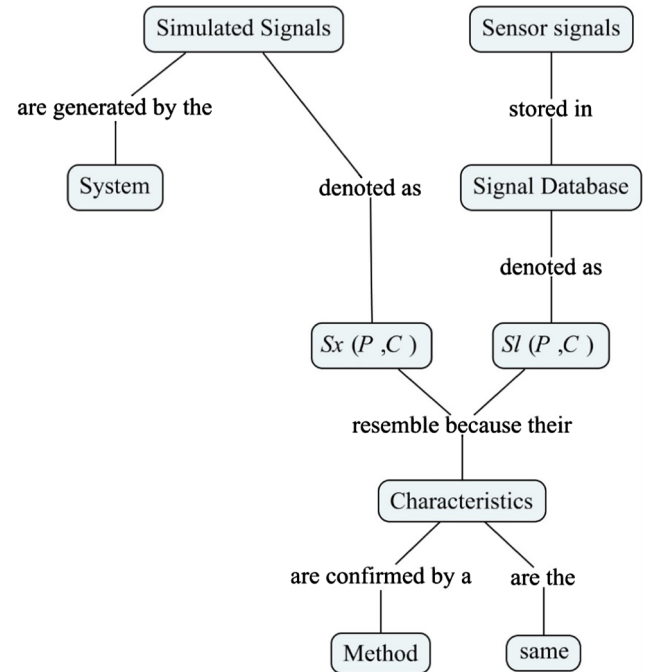 Simulated Signals
Sensor signals
are generated by the
stored in
System
denoted as
Signal Database
denoted as
Sx (P ,C )
Sl (P ,C )
resemble because their
Characteristics
are confirmed by a
are the
Method
same